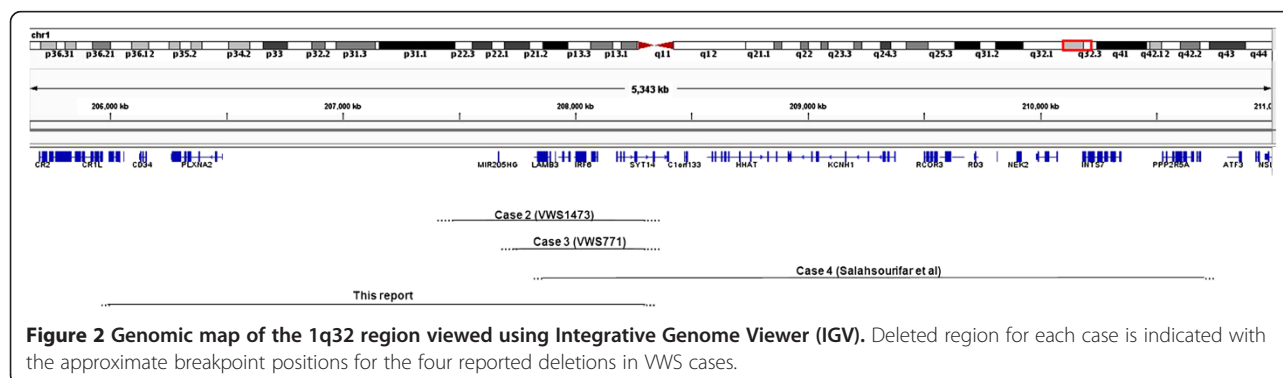 chr1
p36.31 p36.21 p36.12 p35.2 p34.2 p33 p32.2 p31.3 p31.1 p22.3 p22.1 p21.2 p13.3 p13.1 q11 q12 q21.1 q22 q23.3 q24.3 q25.3 q31.2 q32.1 q32.3 q41 q42.12 q42.2 q43 q44
5,343 kb
206,000 kb 207,000 kb 208,000 kb 209,000 kb 210,000 kb 211,0
CR2 CR1L CD34 PLXNA2 MIR205HG LAMB3 IRF6 SYT14 C1orf133 HHAT KCNH1 RCOR3 RD3 NEK2 INTS7 PPP2R5A ATF3 NSL
Case 2 (VWS1473)
Case 3 (VWS771)
Case 4 (Salahsourifar et al)
This report
Figure 2 Genomic map of the 1q32 region viewed using Integrative Genome Viewer (IGV). Deleted region for each case is indicated with
the approximate breakpoint positions for the four reported deletions in VWS cases.